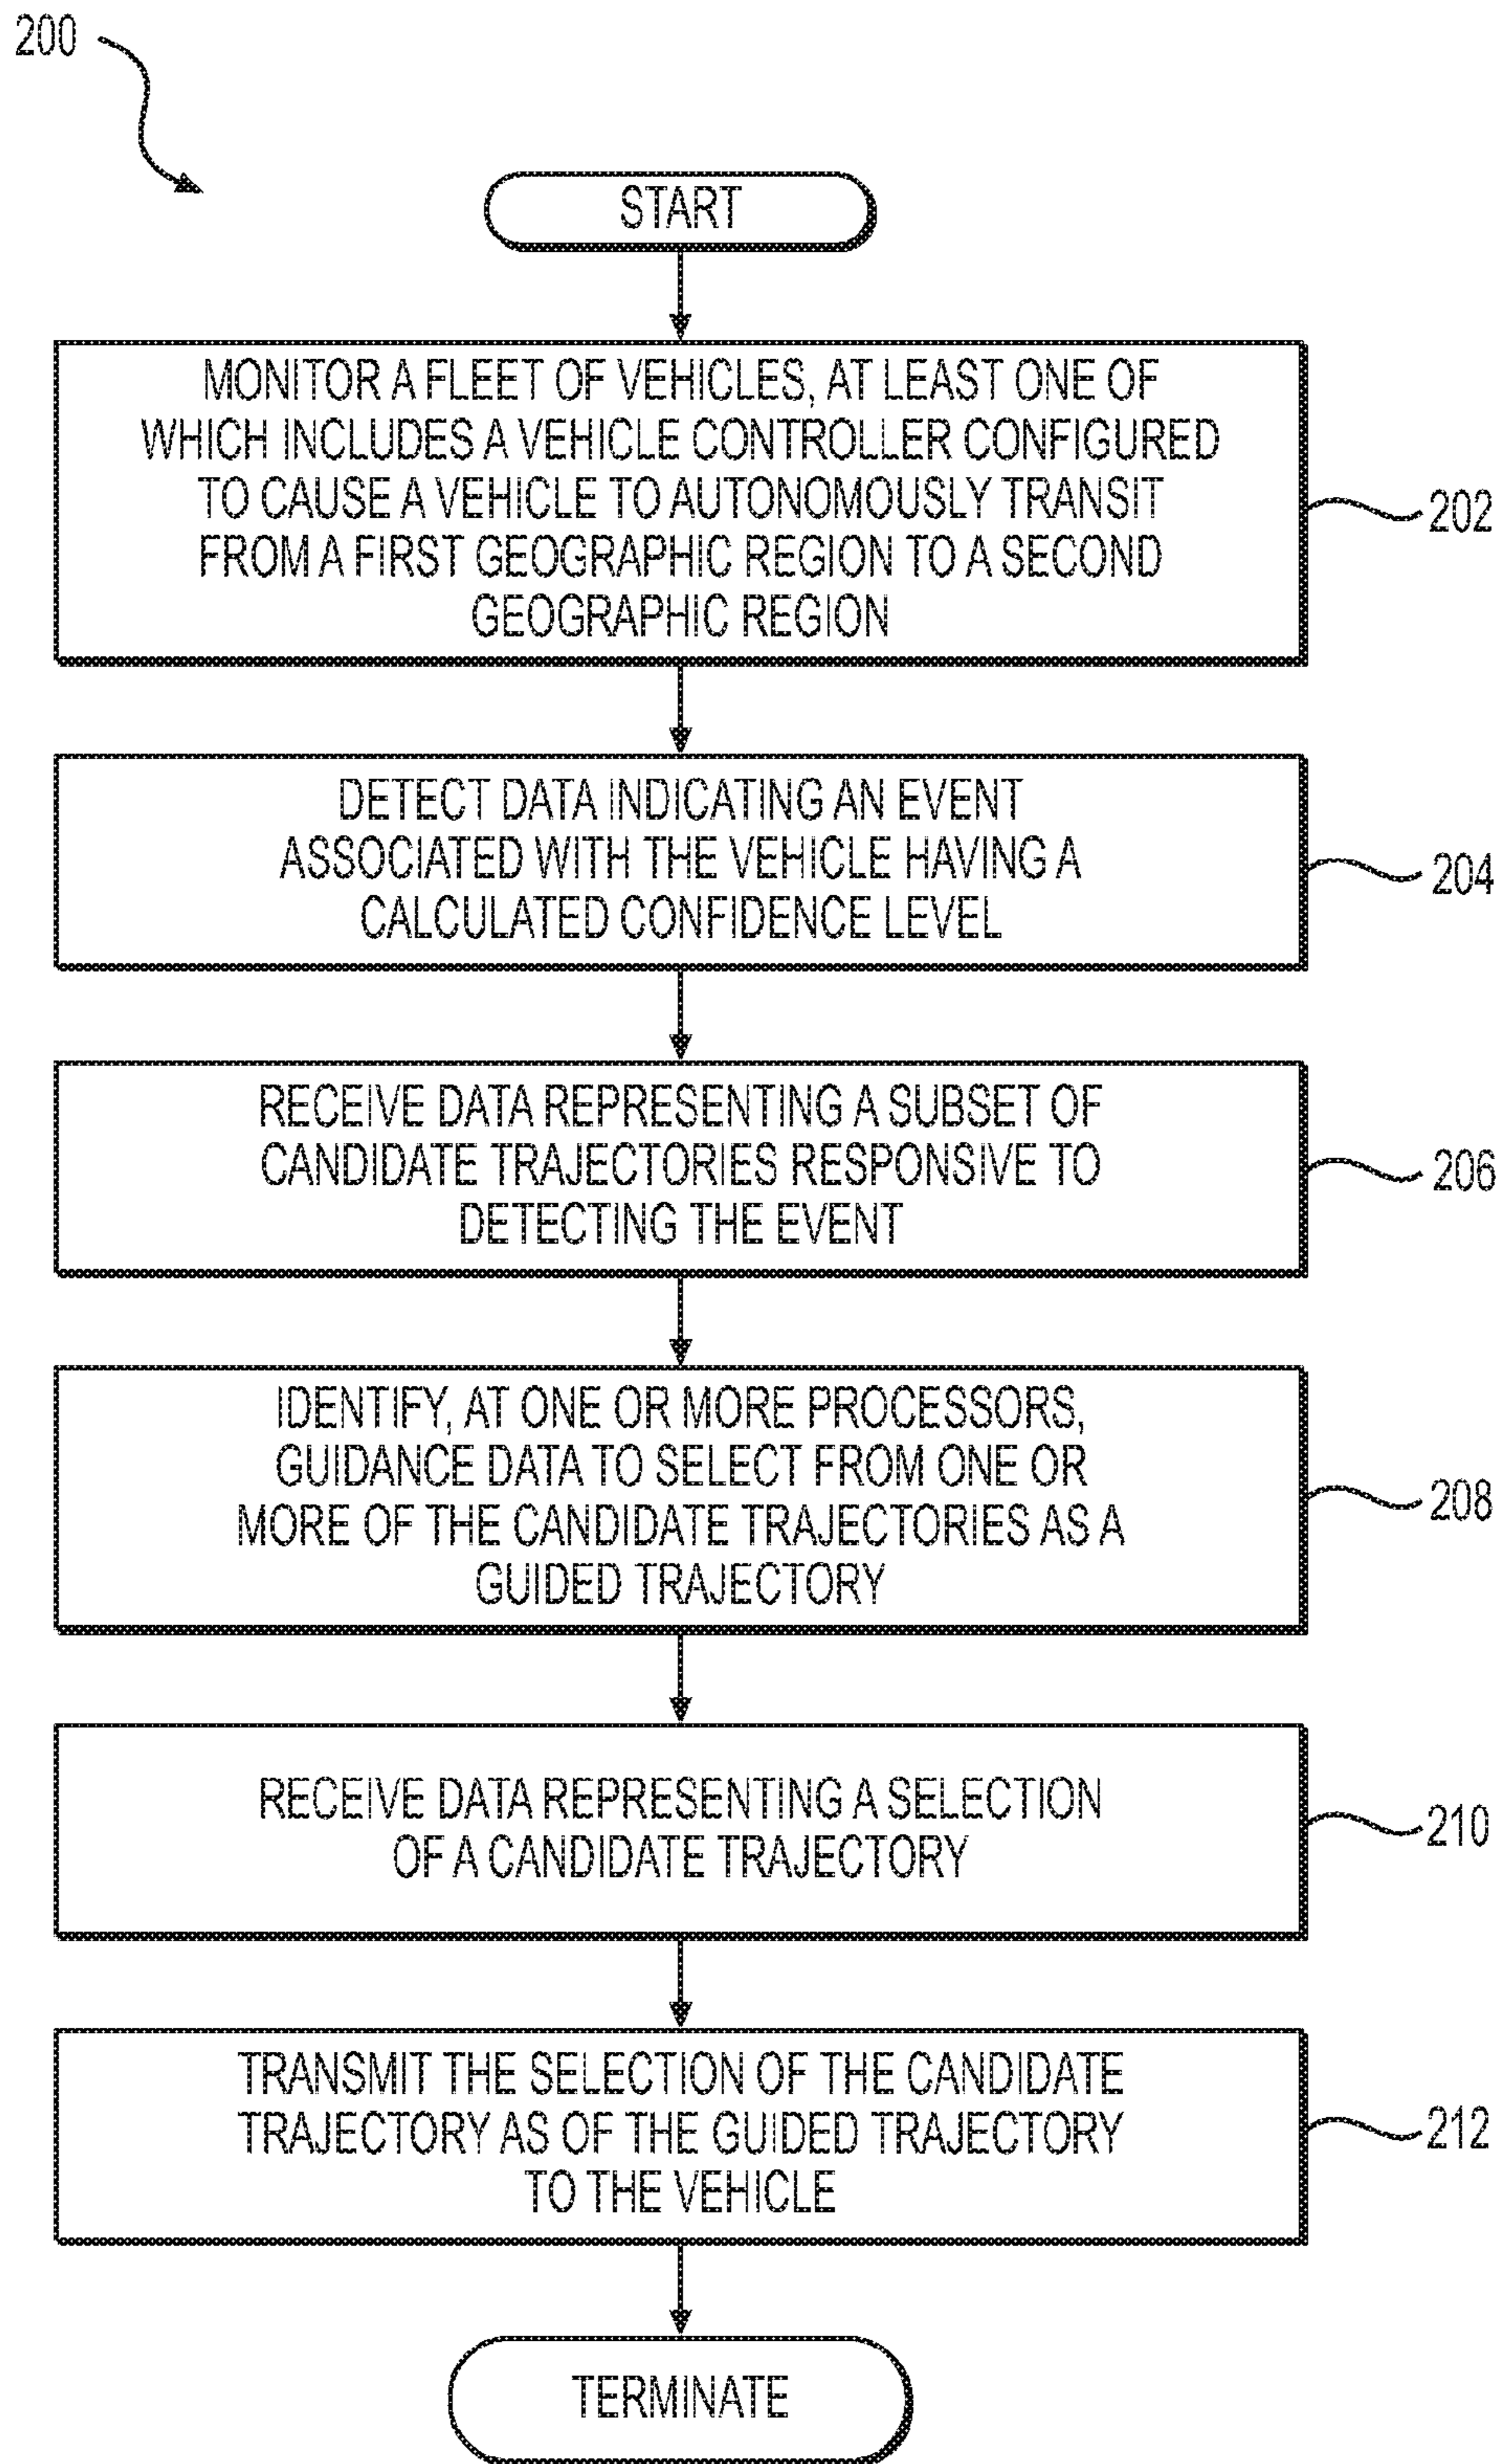 200
START
MONITOR A FLEET OF VEHICLES, AT LEAST ONE OF
WHICH INCLUDES A VEHICLE CONTROLLER CONFIGURED
TO CAUSE A VEHICLE TO AUTONOMOUSLY TRANSIT
FROM A FIRST GEOGRAPHIC REGION TO A SECOND
GEOGRAPHIC REGION
202
DETECT DATA INDICATING AN EVENT
ASSOCIATED WITH THE VEHICLE HAVING A
CALCULATED CONFIDENCE LEVEL
204
RECEIVE DATA REPRESENTING A SUBSET OF
CANDIDATE TRAJECTORIES RESPONSIVE TO
DETECTING THE EVENT
206
IDENTIFY, AT ONE OR MORE PROCESSORS,
GUIDANCE DATA TO SELECT FROM ONE OR
MORE OF THE CANDIDATE TRAJECTORIES AS A
GUIDED TRAJECTORY
208
RECEIVE DATA REPRESENTING A SELECTION
OF A CANDIDATE TRAJECTORY
210
TRANSMIT THE SELECTION OF THE CANDIDATE
TRAJECTORY AS OF THE GUIDED TRAJECTORY
TO THE VEHICLE
212
TERMINATE